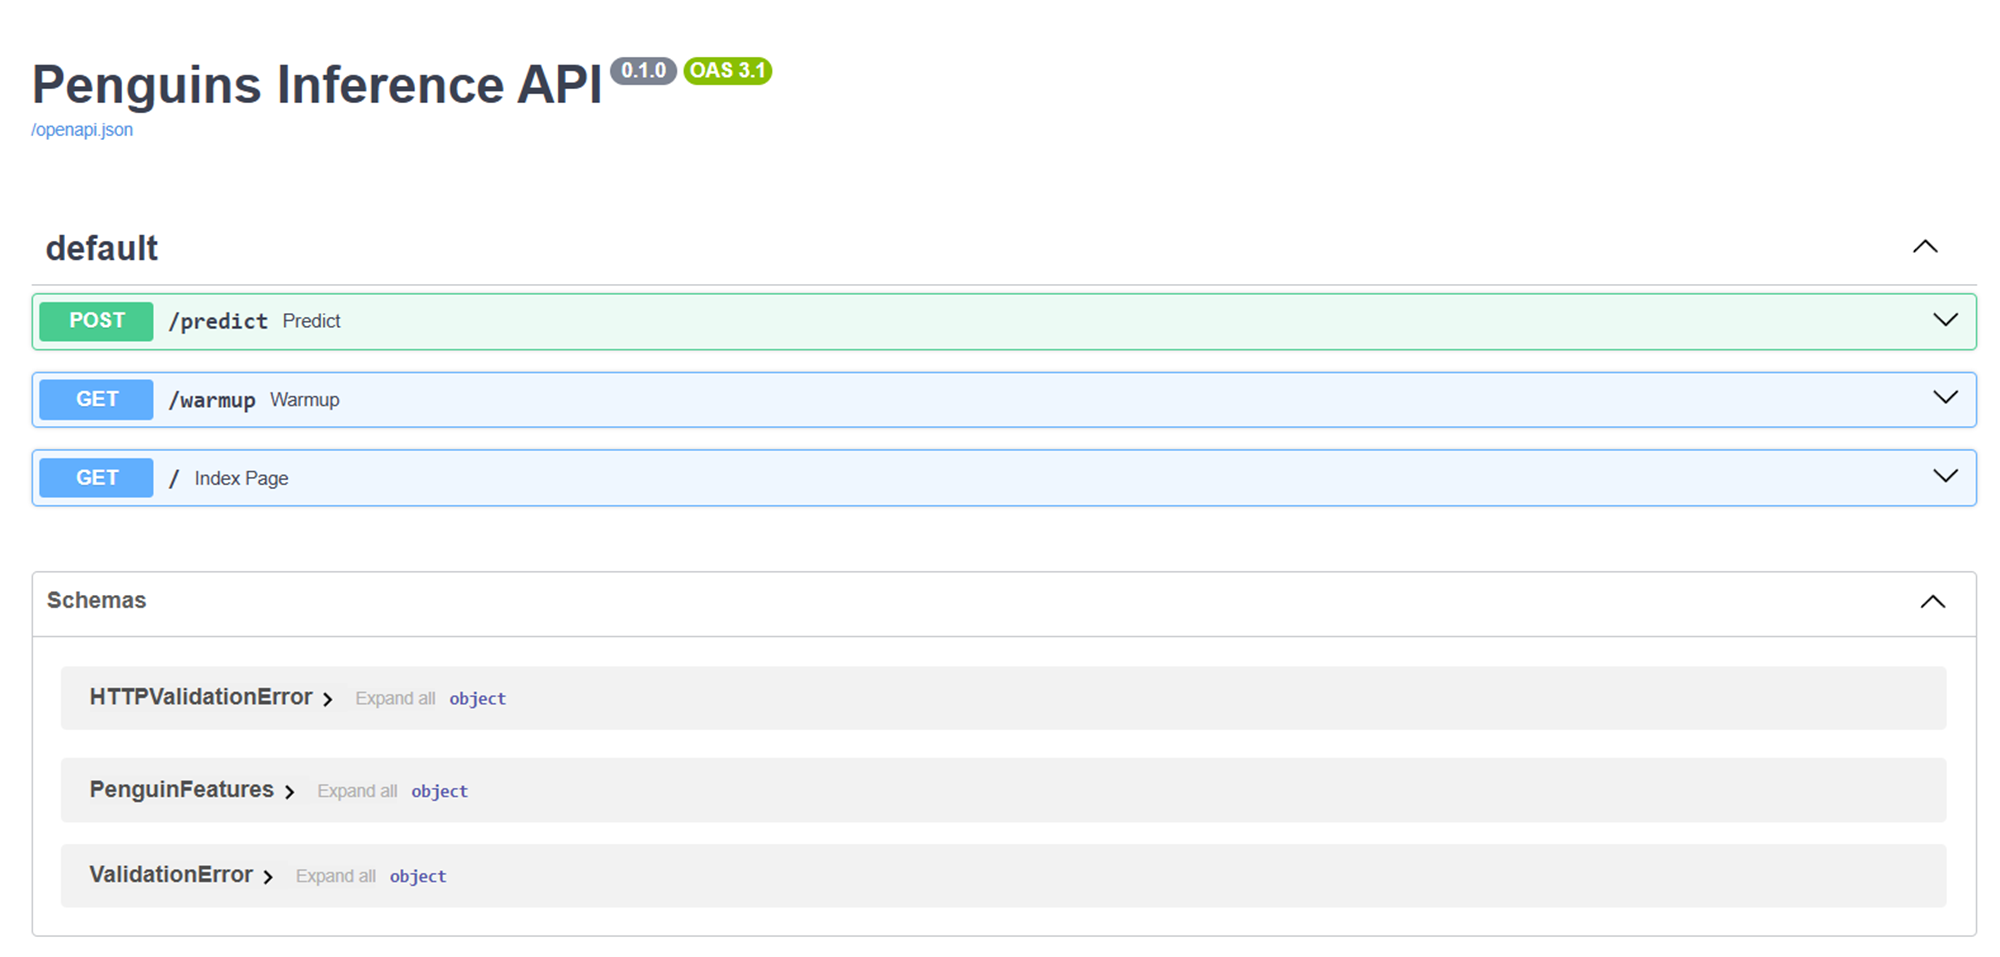 Penguins Inference API 0.1.0 OAS 3.1
/openapi.json
default
POST /predict Predict
GET /warmup Warmup
GET / Index Page
Schemas
HTTPValidationError Expand all object
PenguinFeatures Expand all object
ValidationError Expand all object